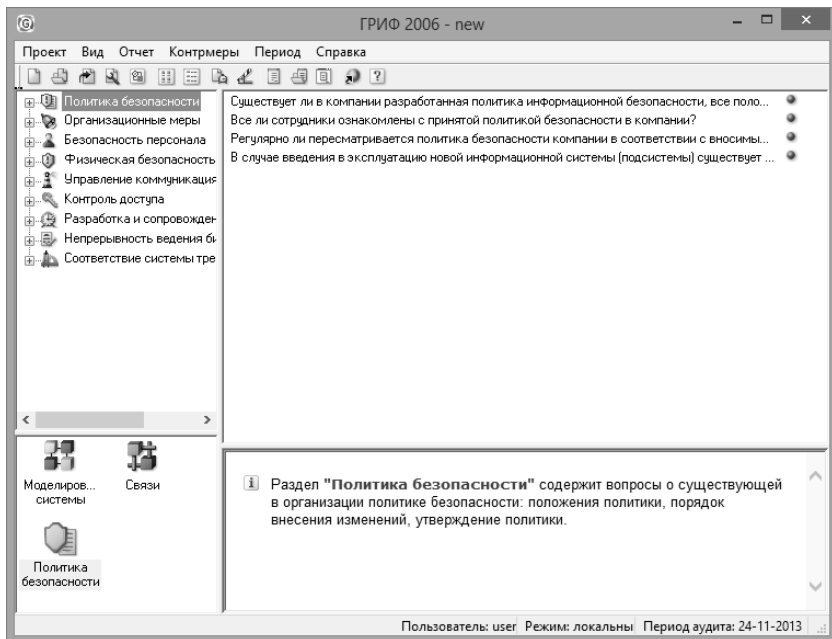 ГРИФ 2006 - new
Проект Вид Отчет Контрмеры Период Справка
Политика безопасности
Организационные меры
Безопасность персонала
Физическая безопасность
Управление коммуникация
Контроль доступа
Разработка и сопровожден
Непрерывность ведения би
Соответствие системы тре
Существует ли в компании разработанная политика информационной безопасности, все поло...
Все ли сотрудники ознакомлены с принятой политикой безопасности в компании?
Регулярно ли пересматривается политика безопасности компании в соответствии с вносимы...
В случае введения в эксплуатацию новой информационной системы (подсистемы) существует ...
Моделиров... системы
Связи
Политика
безопасности
Раздел "Политика безопасности" содержит вопросы о существующей
в организации политике безопасности: положения политики, порядок
внесения изменений, утверждение политики.
Пользователь: user Режим: локальны Период аудита: 24-11-2013